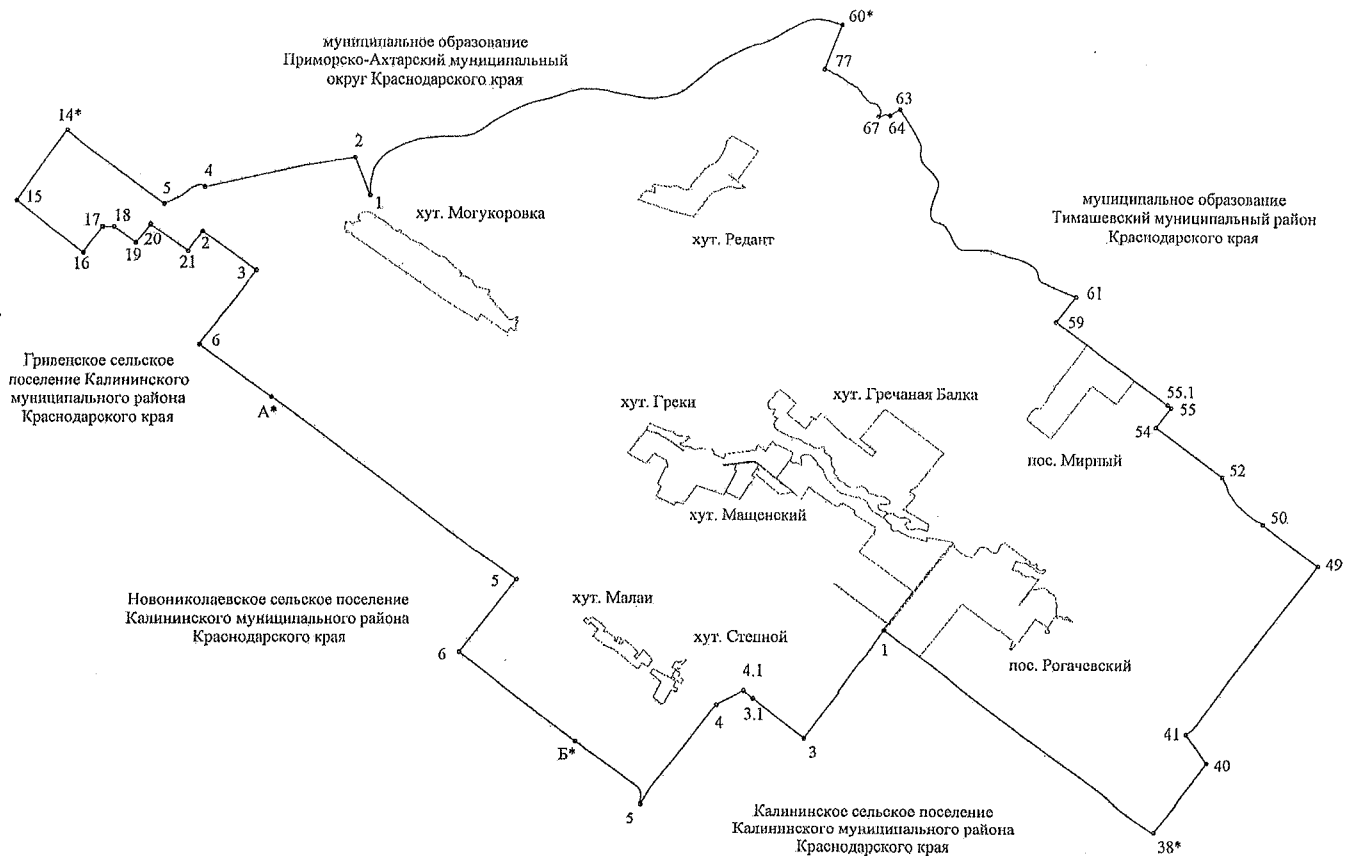 60*
муниципальное образование
Приморско-Ахтарский муниципальный
округ Краснодарского края
77
63
67
64
14*
2
4
5
1
15
17
18
20
2
16
19
21
3
хут. Могукоровка
хут. Редант
муниципальное образование
Тимашевский муниципальный район
Краснодарского края
61
59
6
Гривенское сельское
поселение Калининского
муниципального района
Краснодарского края
А*
хут. Греки
хут. Гречаная Балка
55.1
55
54
пос. Мирный
52
хут. Мащенский
50
49
5
Новониколаевское сельское поселение
Калининского муниципального района
Краснодарского края
хут. Малаи
хут. Степной
6
1
пос. Рогачевский
4.1
3.1
4
3
41
40
Б*
5
Калининское сельское поселение
Калининского муниципального района
Краснодарского края
38*